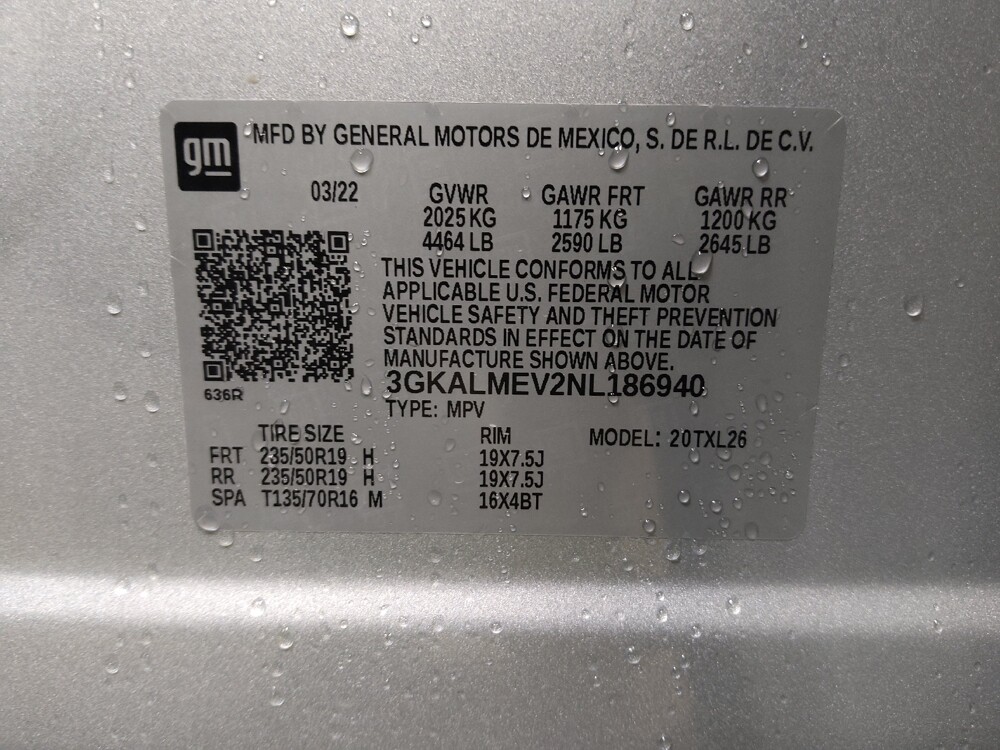 gm
MFD BY GENERAL MOTORS DE MEXICO, S. DE R.L. DE C.V.
03/22 GVWR GAWR FRT GAWR RR
2025 KG 1175 KG 1200 KG
4464 LB 2590 LB 2645 LB
THIS VEHICLE CONFORMS TO ALL
APPLICABLE U.S. FEDERAL MOTOR
VEHICLE SAFETY AND THEFT PREVENTION
STANDARDS IN EFFECT ON THE DATE OF
MANUFACTURE SHOWN ABOVE.
636R
3GKALMEV2NL186940
TYPE: MPV
TIRE SIZE RIM MODEL: 20TXL26
FRT 235/50R19 H 19X7.5J
RR 235/50R19 H 19X7.5J
SPA T135/70R16 M 16X4BT